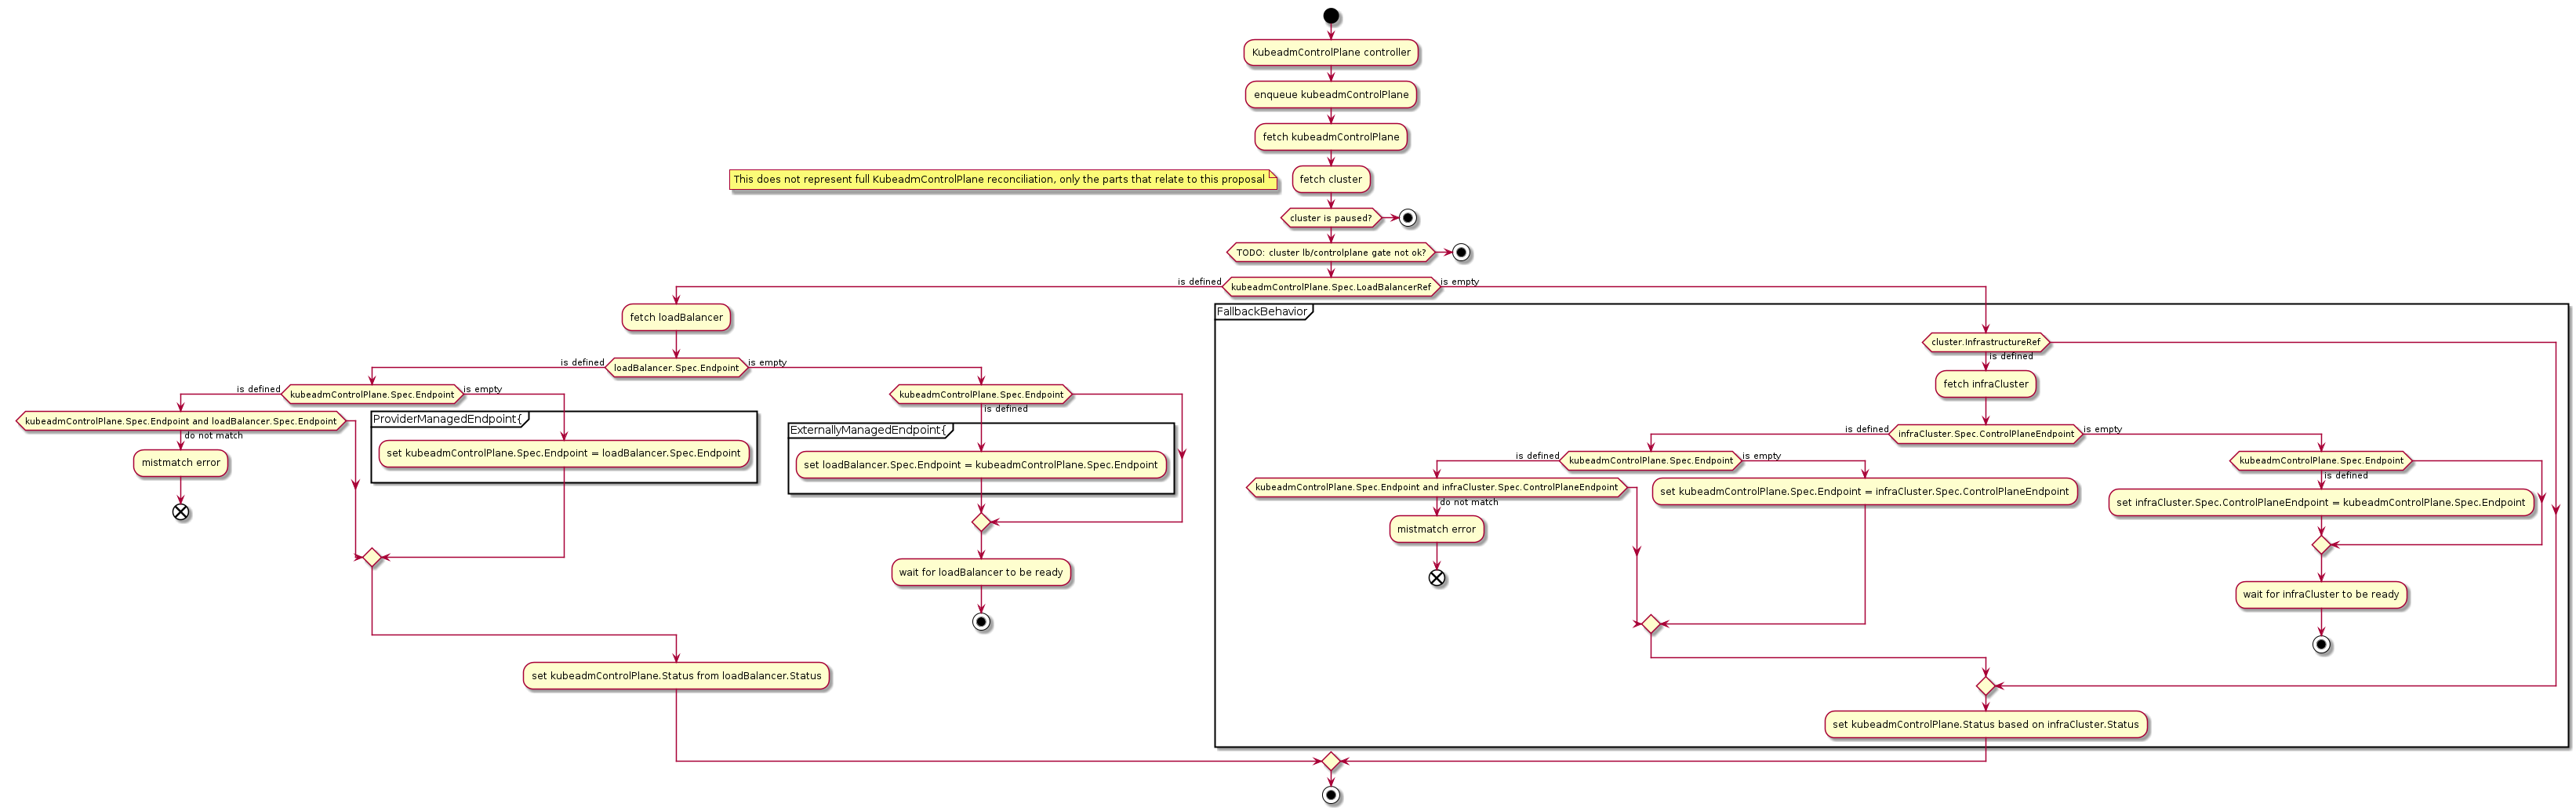 KubeadmControlPlane controller
enqueue kubeadmControlPlane
fetch kubeadmControlPlane
This does not represent full KubeadmControlPlane reconciliation, only the parts that relate to this proposal
fetch cluster
cluster is paused?
TODO: cluster lb/controlplane gate not ok?
is defined
kubeadmControlPlane.Spec.LoadBalancerRef
is empty
fetch loadBalancer
is defined
loadBalancer.Spec.Endpoint
is empty
is defined
kubeadmControlPlane.Spec.Endpoint
is empty
kubeadmControlPlane.Spec.Endpoint and loadBalancer.Spec.Endpoint
do not match
mistmatch error
ProviderManagedEndpoint{
set kubeadmControlPlane.Spec.Endpoint = loadBalancer.Spec.Endpoint
kubeadmControlPlane.Spec.Endpoint
is defined
ExternallyManagedEndpoint{
set loadBalancer.Spec.Endpoint = kubeadmControlPlane.Spec.Endpoint
wait for loadBalancer to be ready
set kubeadmControlPlane.Status from loadBalancer.Status
FallbackBehavior
cluster.InfrastructureRef
is defined
fetch infraCluster
is defined
infraCluster.Spec.ControlPlaneEndpoint
is empty
is defined
kubeadmControlPlane.Spec.Endpoint
is empty
kubeadmControlPlane.Spec.Endpoint and infraCluster.Spec.ControlPlaneEndpoint
do not match
mistmatch error
set kubeadmControlPlane.Spec.Endpoint = infraCluster.Spec.ControlPlaneEndpoint
kubeadmControlPlane.Spec.Endpoint
is defined
set infraCluster.Spec.ControlPlaneEndpoint = kubeadmControlPlane.Spec.Endpoint
wait for infraCluster to be ready
set kubeadmControlPlane.Status based on infraCluster.Status